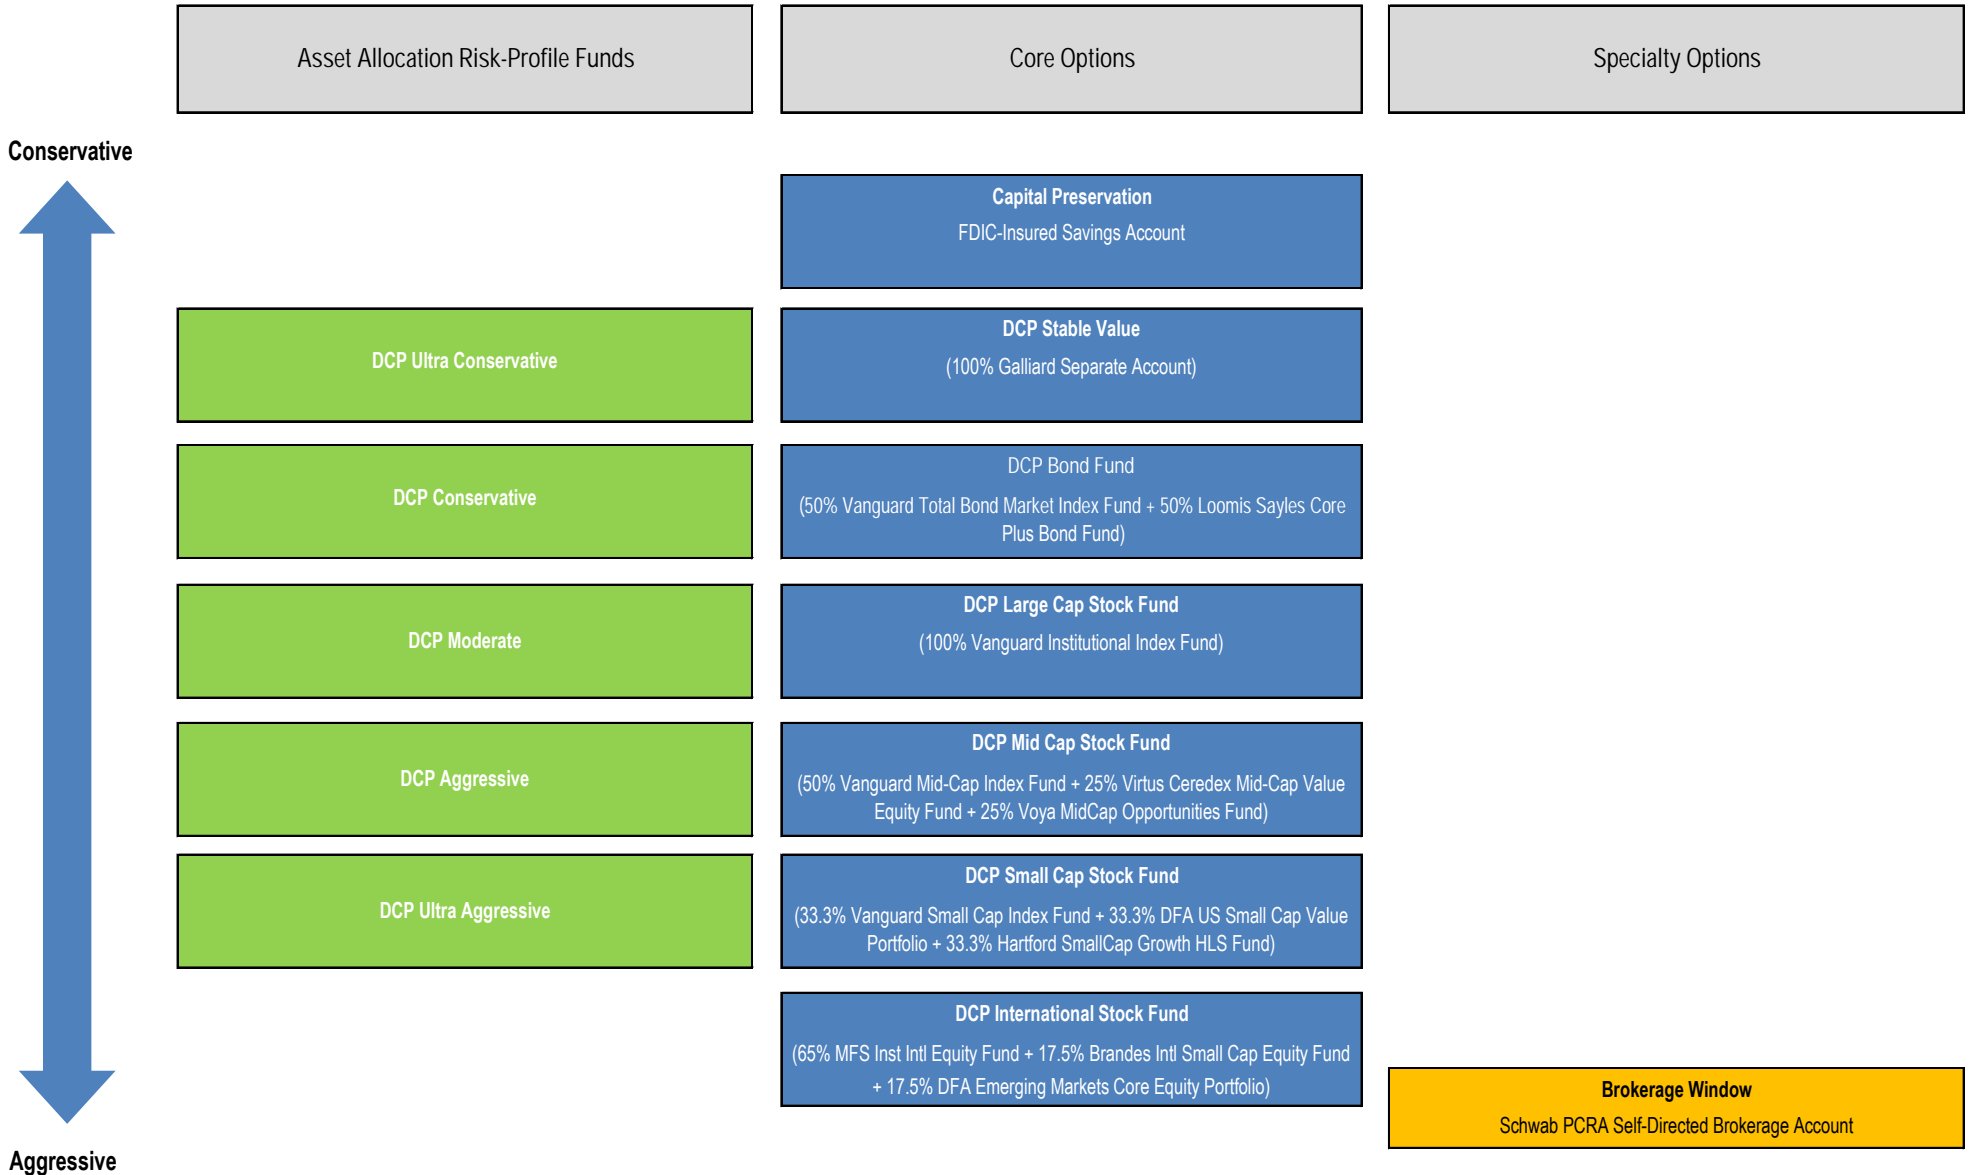 Asset Allocation Risk-Profile Funds
Core Options
Specialty Options
Conservative
Capital Preservation
FDIC-Insured Savings Account
DCP Ultra Conservative
DCP Stable Value
(100% Galliard Separate Account)
DCP Conservative
DCP Bond Fund
(50% Vanguard Total Bond Market Index Fund + 50% Loomis Sayles Core
Plus Bond Fund)
DCP Moderate
DCP Large Cap Stock Fund
(100% Vanguard Institutional Index Fund)
DCP Aggressive
DCP Mid Cap Stock Fund
(50% Vanguard Mid-Cap Index Fund + 25% Virtus Ceredex Mid-Cap Value
Equity Fund + 25% Voya MidCap Opportunities Fund)
DCP Ultra Aggressive
DCP Small Cap Stock Fund
(33.3% Vanguard Small Cap Index Fund + 33.3% DFA US Small Cap Value
Portfolio + 33.3% Hartford SmallCap Growth HLS Fund)
DCP International Stock Fund
(65% MFS Inst Intl Equity Fund + 17.5% Brandes Intl Small Cap Equity Fund
+ 17.5% DFA Emerging Markets Core Equity Portfolio)
Brokerage Window
Schwab PCRA Self-Directed Brokerage Account
Aggressive